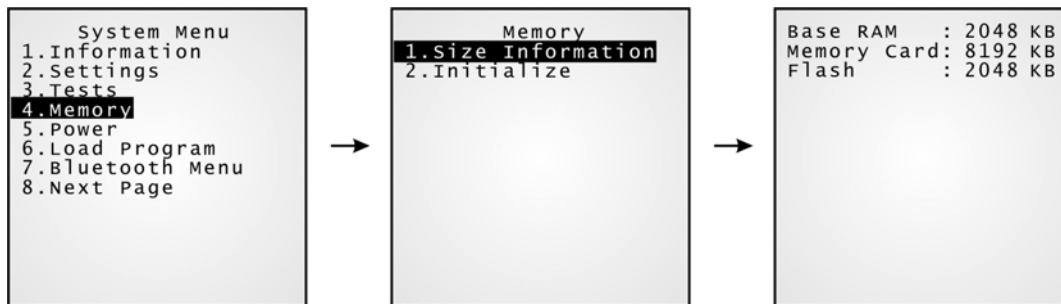 System Menu
1.Information
2.Settings
3.Tests
4.Memory
5.Power
6.Load Program
7.Bluetooth Menu
8.Next Page
Memory
1.Size Information
2.Initialize
Base RAM : 2048 KB
Memory Card: 8192 KB
Flash : 2048 KB